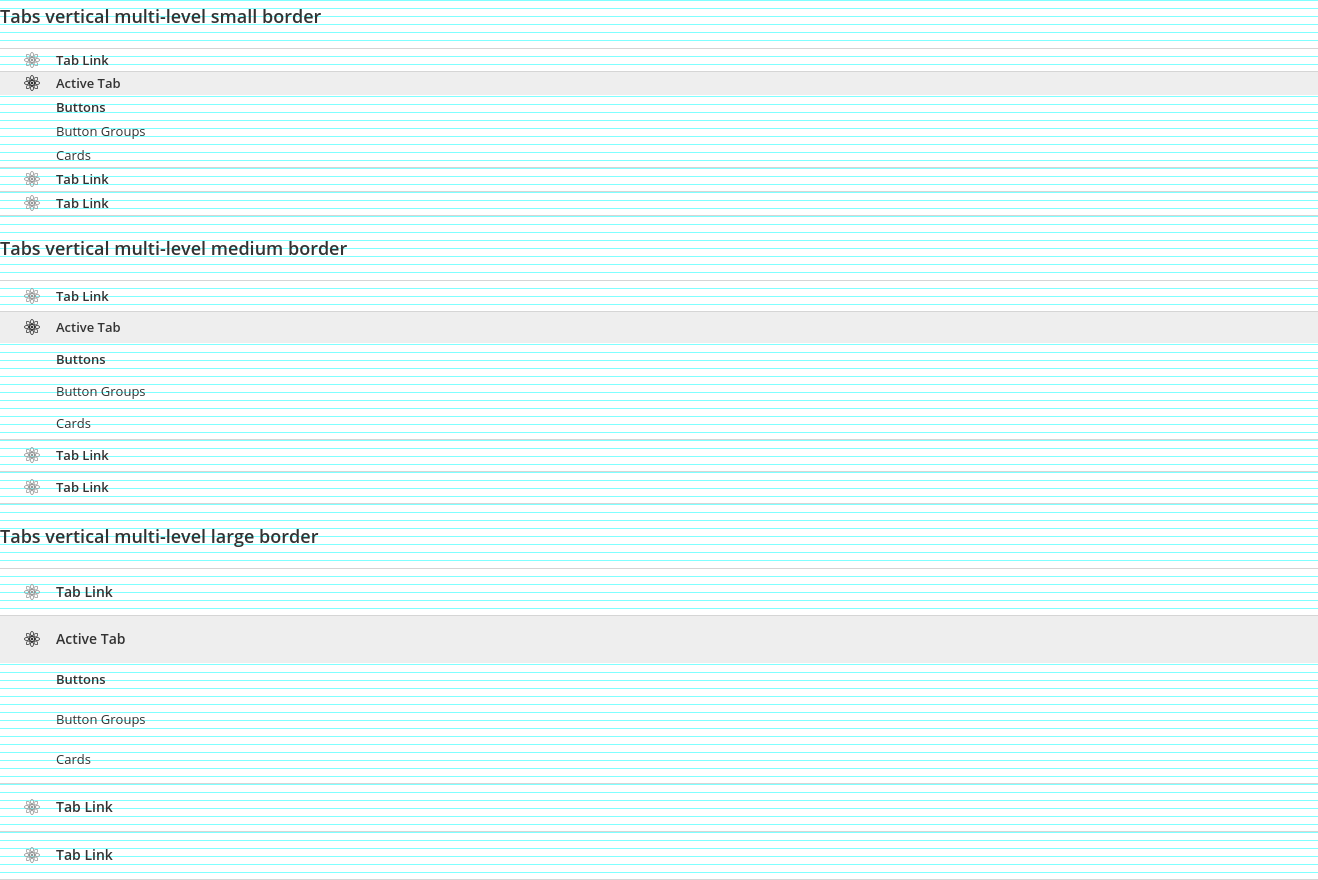 Tabs vertical multi-level small border
Tab Link
Active Tab
Buttons
Button Groups
Cards
Tab Link
Tab Link
Tabs vertical multi-level medium border
Tab Link
Active Tab
Buttons
Button Groups
Cards
Tab Link
Tab Link
Tabs vertical multi-level large border
Tab Link
Active Tab
Buttons
Button Groups
Cards
Tab Link
Tab Link